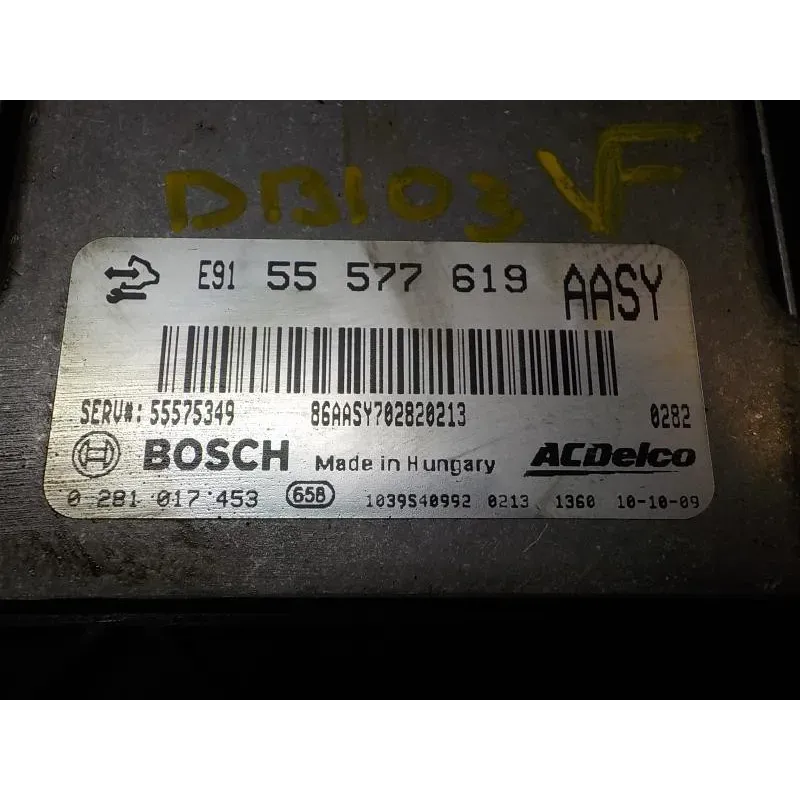 DB103 VF
E91 55 577 619 AASY
SERV#: 55575349 86AASY702820213 0282
BOSCH Made in Hungary ACDelco
0 281 017 453 658 1039S40992 0213 1360 10-10-09